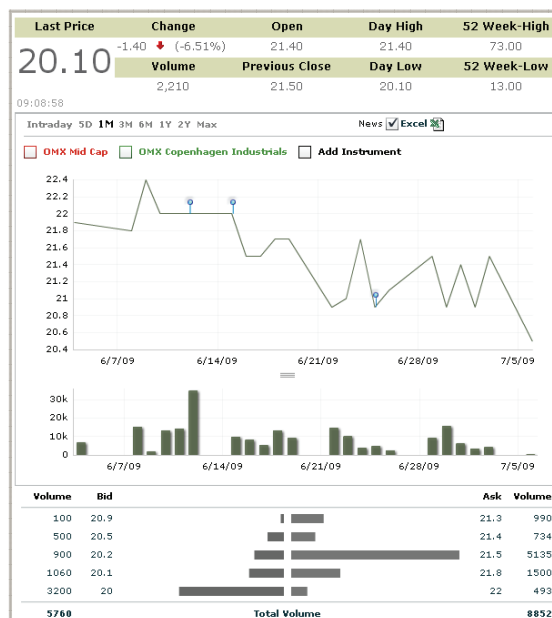 Last Price Change Open Day High 52 Week-High
20.10 -1.40 (-6.51%) 21.40 21.40 73.00
Volume Previous Close Day Low 52 Week-Low
2,210 21.50 20.10 13.00
09:08:58
Intraday 5D 1M 3M 6M 1Y 2Y Max News Excel
OMX Mid Cap OMX Copenhagen Industrials Add Instrument
22.4
22.2
22
21.8
21.6
21.4
21.2
21
20.8
20.6
20.4
6/7/09 6/14/09 6/21/09 6/28/09 7/5/09
30k
20k
10k
0
6/7/09 6/14/09 6/21/09 6/28/09 7/5/09
Volume Bid Ask Volume
100 20.9 21.3 990
500 20.5 21.4 734
900 20.2 21.5 5135
1060 20.1 21.8 1500
3200 20 22 493
5760 Total Volume 8852